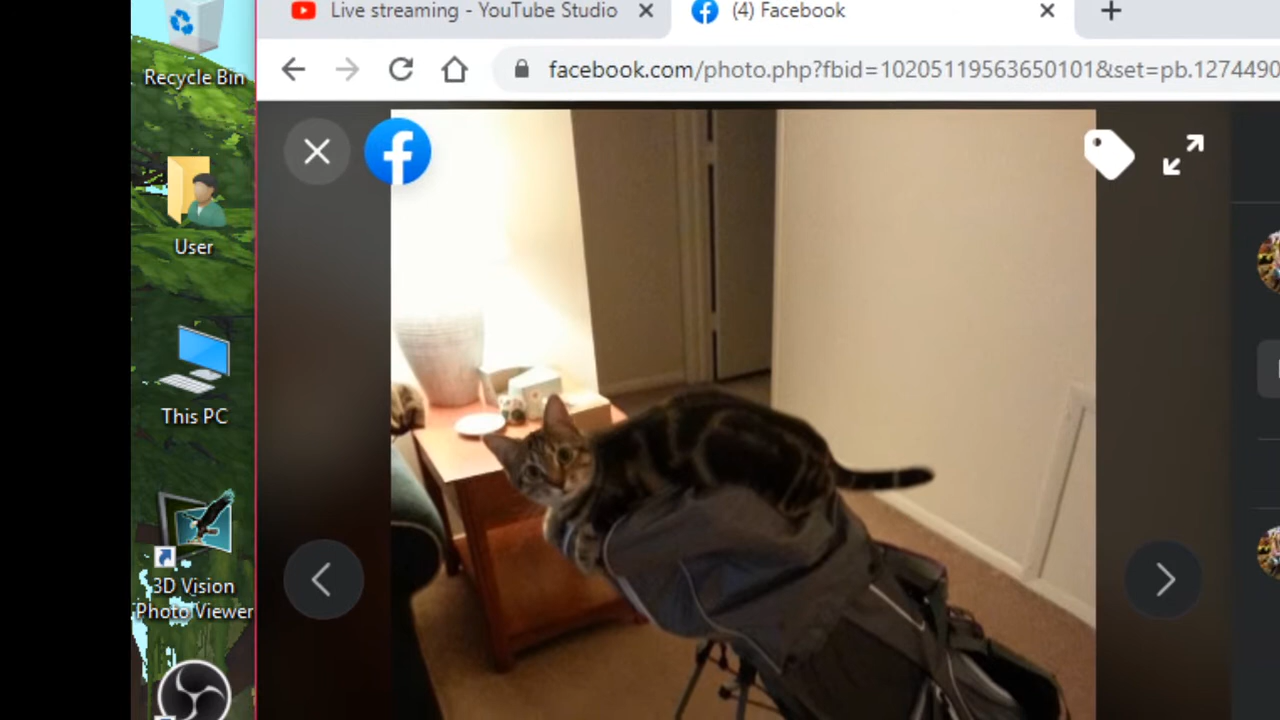 Live streaming - YouTube Studio
(4) Facebook
facebook.com/photo.php?fbid=10205119563650101&set=pb.1274490
Recycle Bin
User
This PC
3D Vision
Photo Viewer